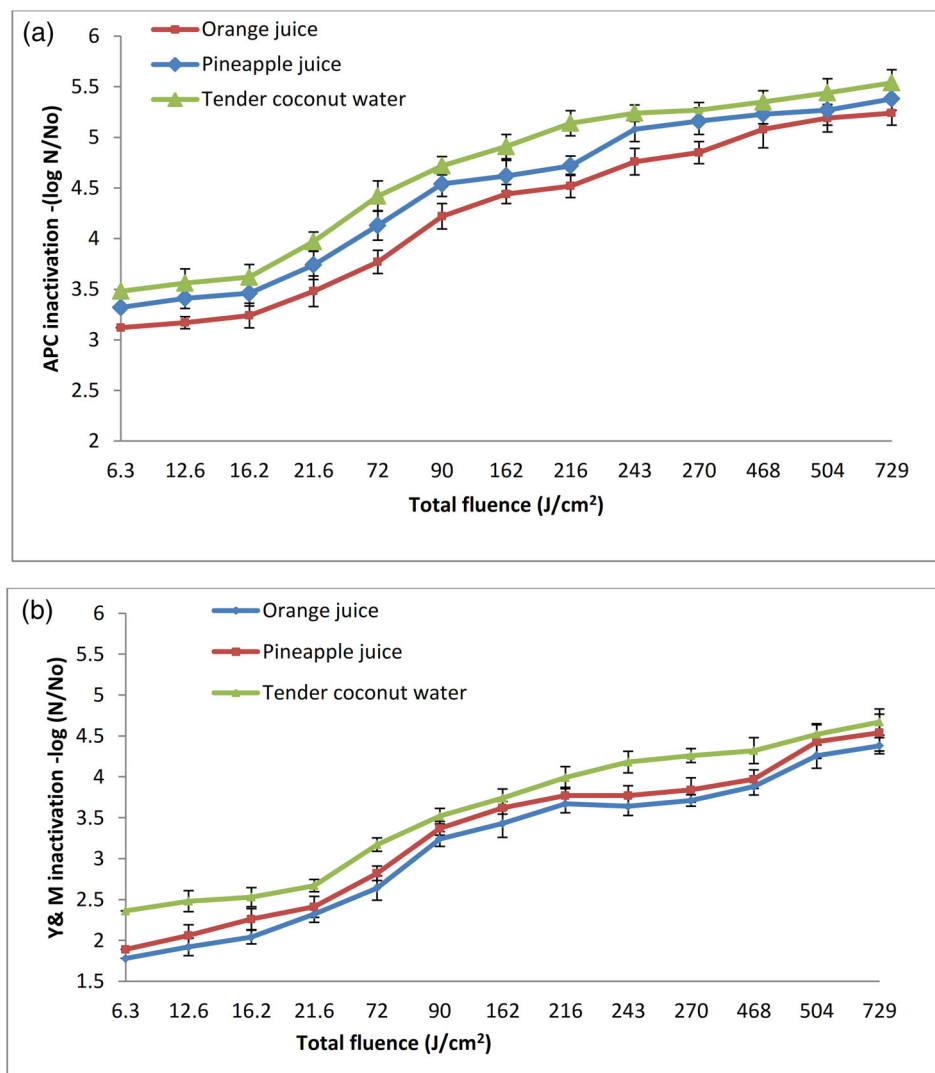 (a)
Orange juice
Pineapple juice
Tender coconut water
APC inactivation -(log N/No)
6
5.5
5
4.5
4
3.5
3
2.5
2
6.3 12.6 16.2 21.6 72 90 162 216 243 270 468 504 729
Total fluence (J/cm²)
(b)
Orange juice
Pineapple juice
Tender coconut water
Y& M inactivation -log (N/No)
6
5.5
5
4.5
4
3.5
3
2.5
2
1.5
6.3 12.6 16.2 21.6 72 90 162 216 243 270 468 504 729
Total fluence (J/cm²)